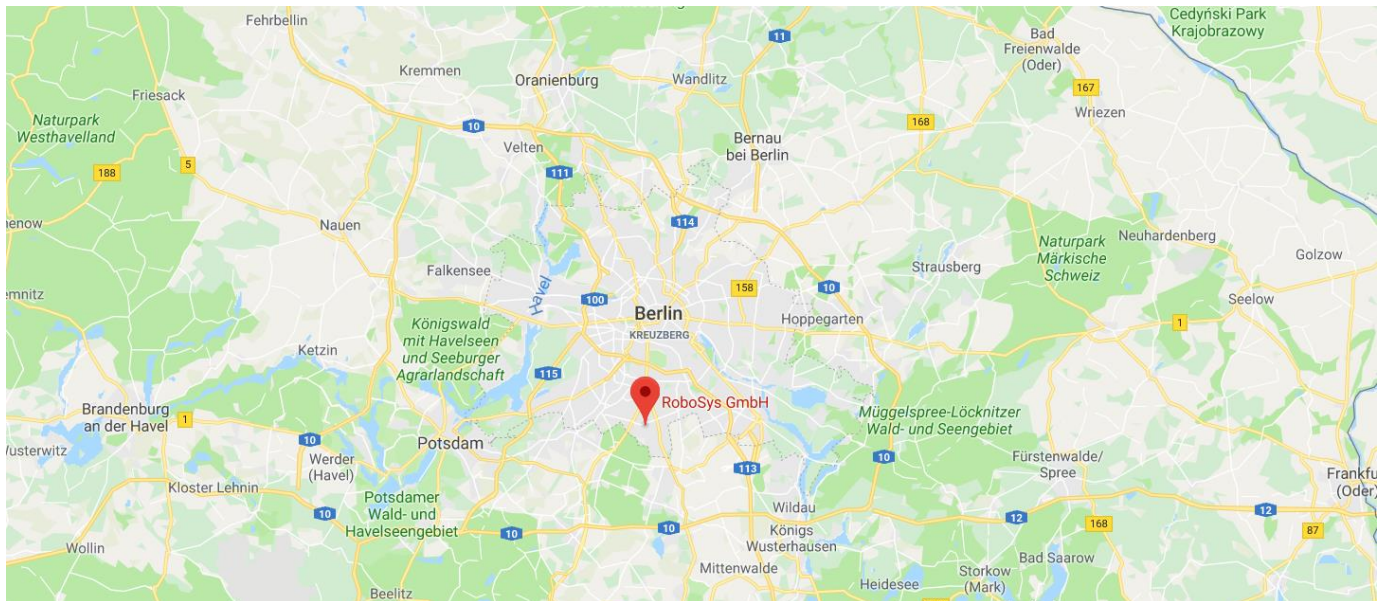 Cedyński Park
Krajobrazowy
Fehrbellin
11
Bad
Freienwalde
(Oder)
Kremmen
Oranienburg
Wandlitz
167
Friesack
Wriezen
Naturpark
Westhavelland
10
168
Velten
Bernau
bei Berlin
5
188
111
Nauen
114
Neuhardenberg
Naturpark
Märkische
Schweiz
Golzow
Falkensee
Havel
Strausberg
100
158
10
Seelow
Berlin
KREUZBERG
Hoppegarten
1
Königswald
mit Havelseen
und Seeburger
Agrarlandschaft
Ketzin
115
RoboSys GmbH
Brandenburg
an der Havel
1
Müggelspree-Löcknitzer
Wald- und Seengebiet
10
Potsdam
10
Werder
(Havel)
113
Fürstenwalde/
Spree
Frankfu
(Oder)
Kloster Lehnin
Potsdamer
Wald- und
Havelseengebiet
10
10
10
Wildau
12
168
12
87
Königs
Wusterhausen
Wollin
Mittenwalde
Bad Saarow
Storkow
(Mark)
Heidesee
Beelitz